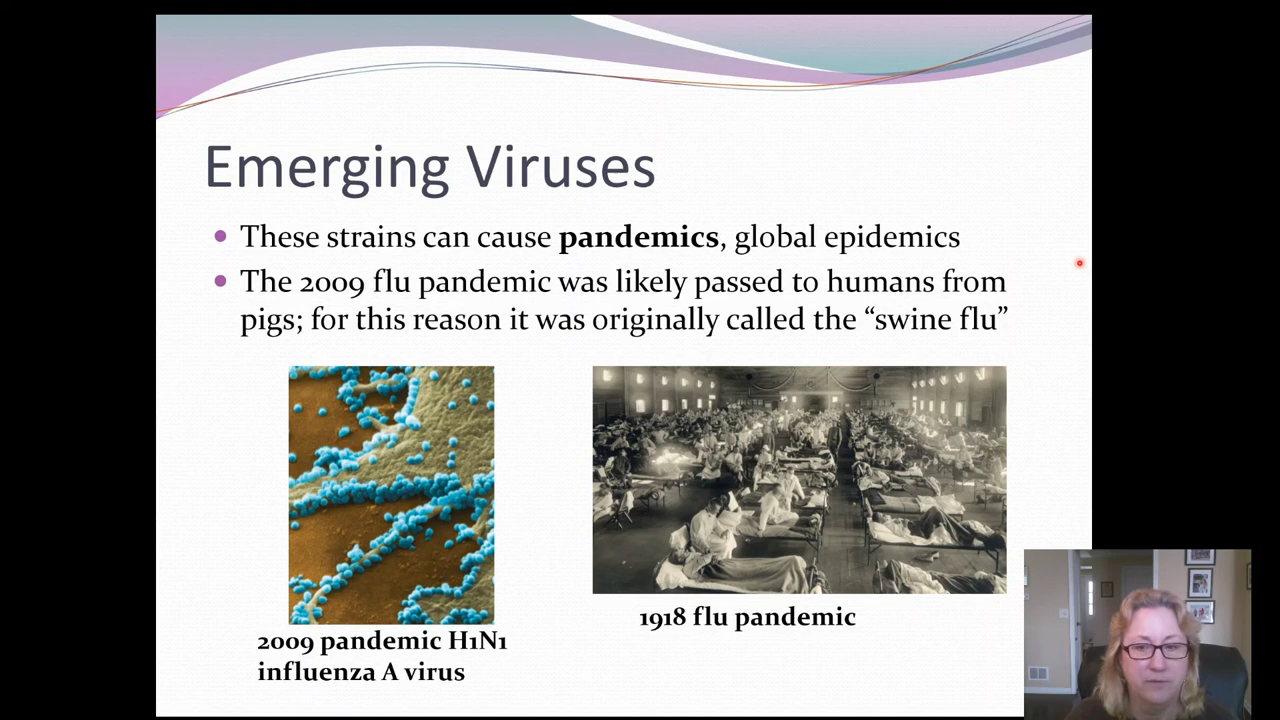 Emerging Viruses
These strains can cause pandemics, global epidemics
The 2009 flu pandemic was likely passed to humans from
pigs; for this reason it was originally called the “swine flu”
2009 pandemic H1N1
influenza A virus
1918 flu pandemic